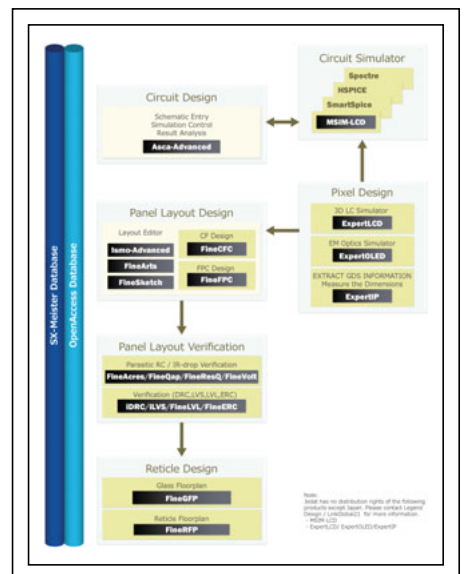 SX-Meister Database
OpenAccess Database
Circuit Design
Schematic Entry
Simulation Control
Result Analysis
Asca-Advanced
Circuit Simulator
Spectre
HSPICE
SmartSpice
MSIM-LCD
Panel Layout Design
Layout Editor
Ismo-Advanced
FineArts
FineSketch
CF Design
FineCFC
FPC Design
FineFPC
Pixel Design
3D LC Simulator
ExpertLCD
EM Optics Simulator
ExpertOLED
EXTRACT GDS INFORMATION
Measure the Dimensions
ExpertIP
Panel Layout Verification
Parasitic RC / IR-drop Verification
FineAcres/FineQap/FineResQ/FineVolt
Verification (DRC,LVS,LVL,ERC)
iDRC/iLVS/FineLVL/FineERC
Reticle Design
Glass Floorplan
FineGFP
Reticle Floorplan
FineRFP
Note:
Jedat has no distribution rights of the following
products except Japan. Please contact Legend
Design / LinkGlobal21 for more information.
- MSIM-LCD
- ExpertLCD/ ExpertOLED/ExpertIP